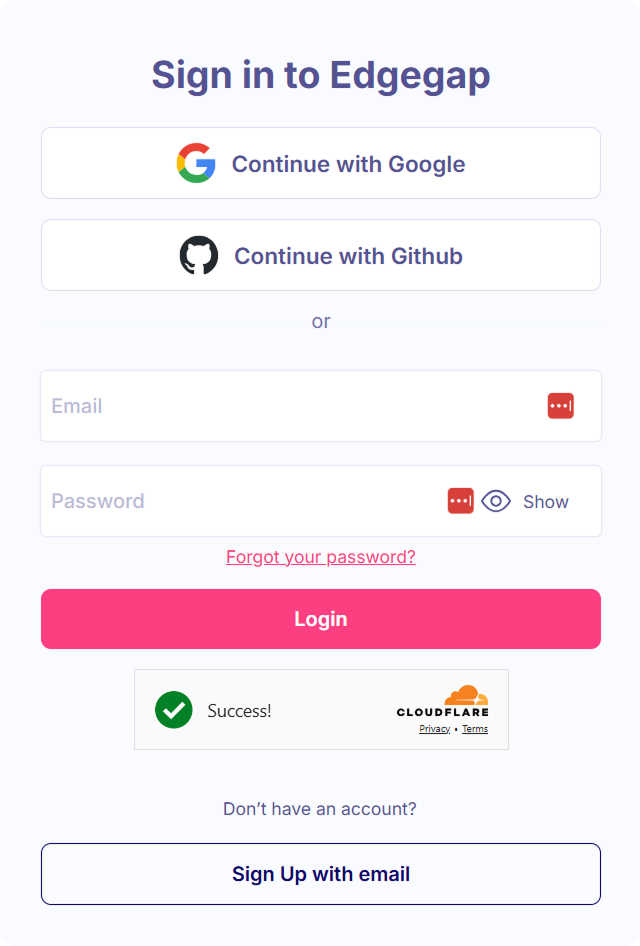 Sign in to Edgegap
Continue with Google
Continue with Github
or
Email
Password
Show
Forgot your password?
Login
Success!
CLOUDFLARE
Privacy • Terms
Don’t have an account?
Sign Up with email